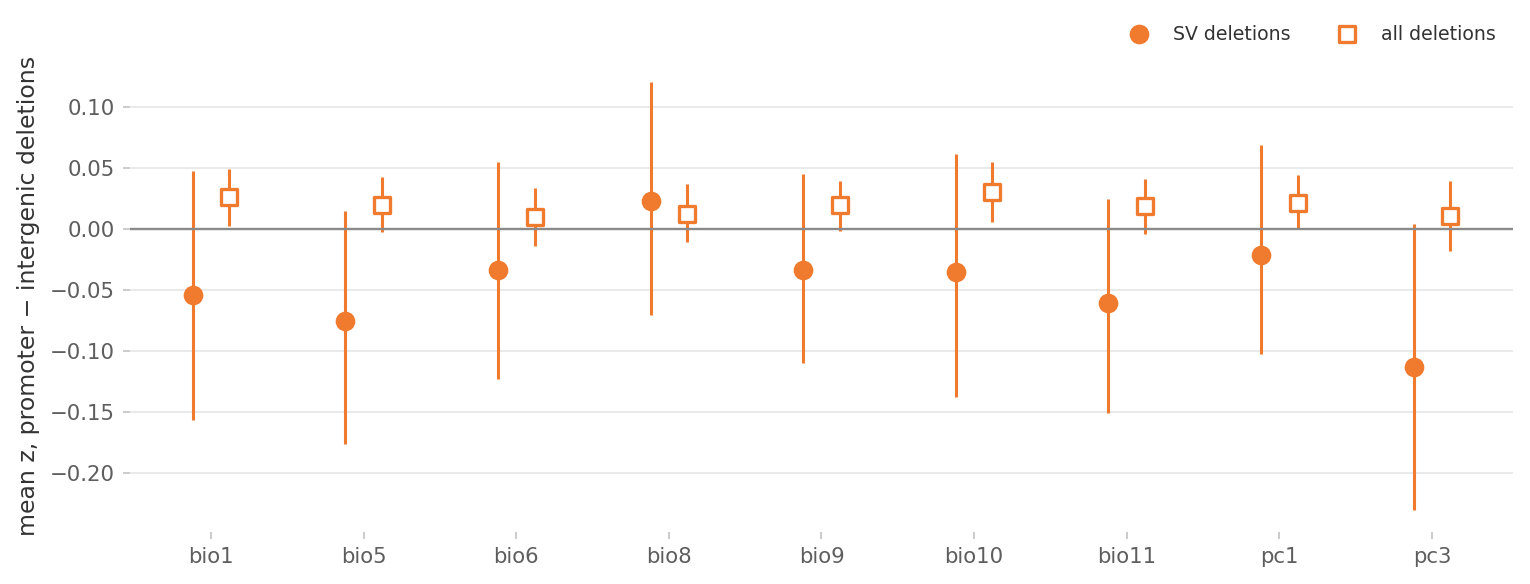 SV deletions
all deletions
mean z, promoter − intergenic deletions
0.10
0.05
0.00
−0.05
−0.10
−0.15
−0.20
bio1 bio5 bio6 bio8 bio9 bio10 bio11 pc1 pc3